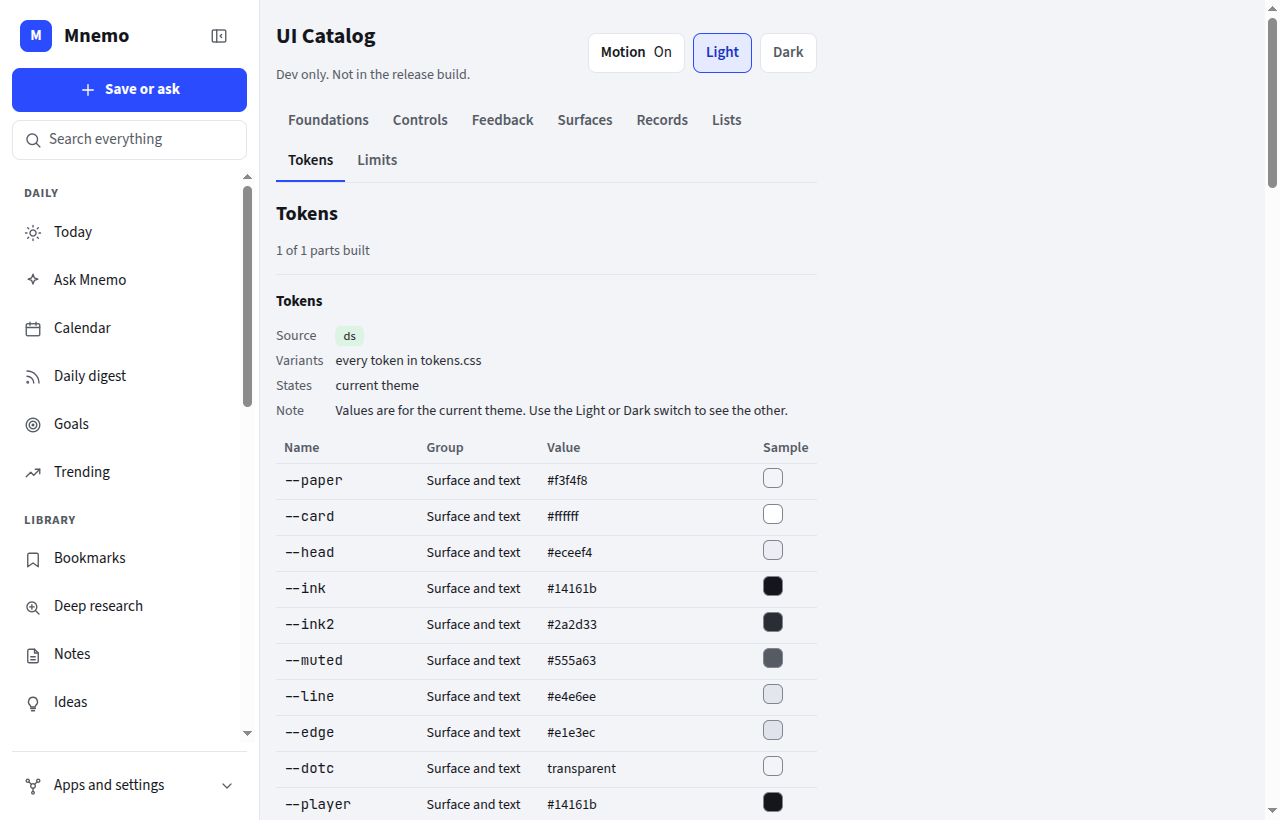 M Mnemo
Save or ask
Search everything
DAILY
Today
Ask Mnemo
Calendar
Daily digest
Goals
Trending
LIBRARY
Bookmarks
Deep research
Notes
Ideas
Apps and settings
UI Catalog
Dev only. Not in the release build.
Motion On Light Dark
Foundations Controls Feedback Surfaces Records Lists
Tokens Limits
Tokens
1 of 1 parts built
Tokens
Source ds
Variants every token in tokens.css
States current theme
Note Values are for the current theme. Use the Light or Dark switch to see the other.
Name Group Value Sample
--paper Surface and text #f3f4f8
--card Surface and text #ffffff
--head Surface and text #eceef4
--ink Surface and text #14161b
--ink2 Surface and text #2a2d33
--muted Surface and text #555a63
--line Surface and text #e4e6ee
--edge Surface and text #e1e3ec
--dotc Surface and text transparent
--player Surface and text #14161b